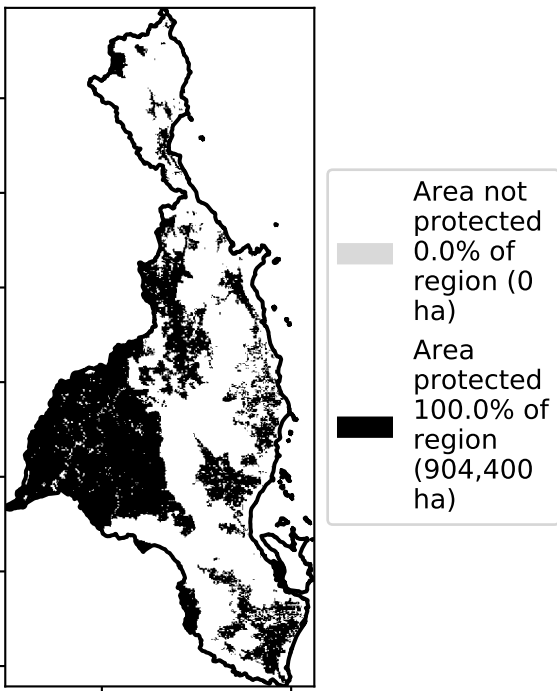 Area not
protected
0.0% of
region (0
ha)
Area
protected
100.0% of
region
(904,400
ha)